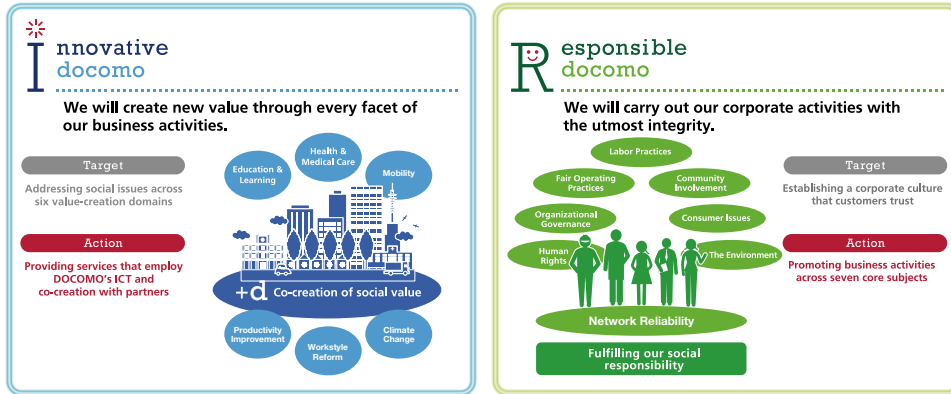 Innovative
docomo
We will create new value through every facet of
our business activities.
Target
Addressing social issues across
six value-creation domains
Action
Providing services that employ
DOCOMO's ICT and
co-creation with partners
Education &
Learning
Health &
Medical Care
Mobility
+d Co-creation of social value
Productivity
Improvement
Workstyle
Reform
Climate
Change
Responsible
docomo
We will carry out our corporate activities with
the utmost integrity.
Labor Practices
Fair Operating
Practices
Community
Involvement
Organizational
Governance
Consumer Issues
Human
Rights
The Environment
Network Reliability
Fulfilling our social
responsibility
Target
Establishing a corporate culture
that customers trust
Action
Promoting business activities
across seven core subjects